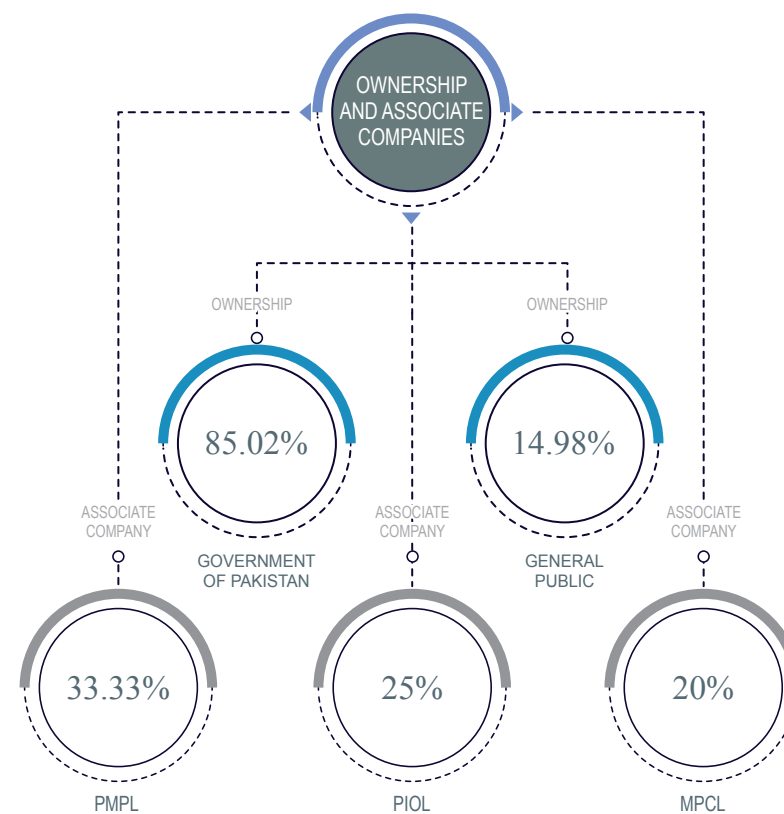 OWNERSHIP
AND ASSOCIATE
COMPANIES
OWNERSHIP
OWNERSHIP
85.02%
14.98%
GOVERNMENT
OF PAKISTAN
GENERAL
PUBLIC
ASSOCIATE
COMPANY
ASSOCIATE
COMPANY
ASSOCIATE
COMPANY
33.33%
25%
20%
PMPL
PIOL
MPCL